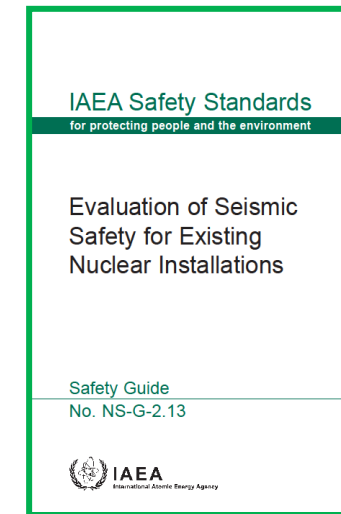 IAEA Safety Standards
for protecting people and the environment
Evaluation of Seismic
Safety for Existing
Nuclear Installations
Safety Guide
No. NS-G-2.13
IAEA
International Atomic Energy Agency